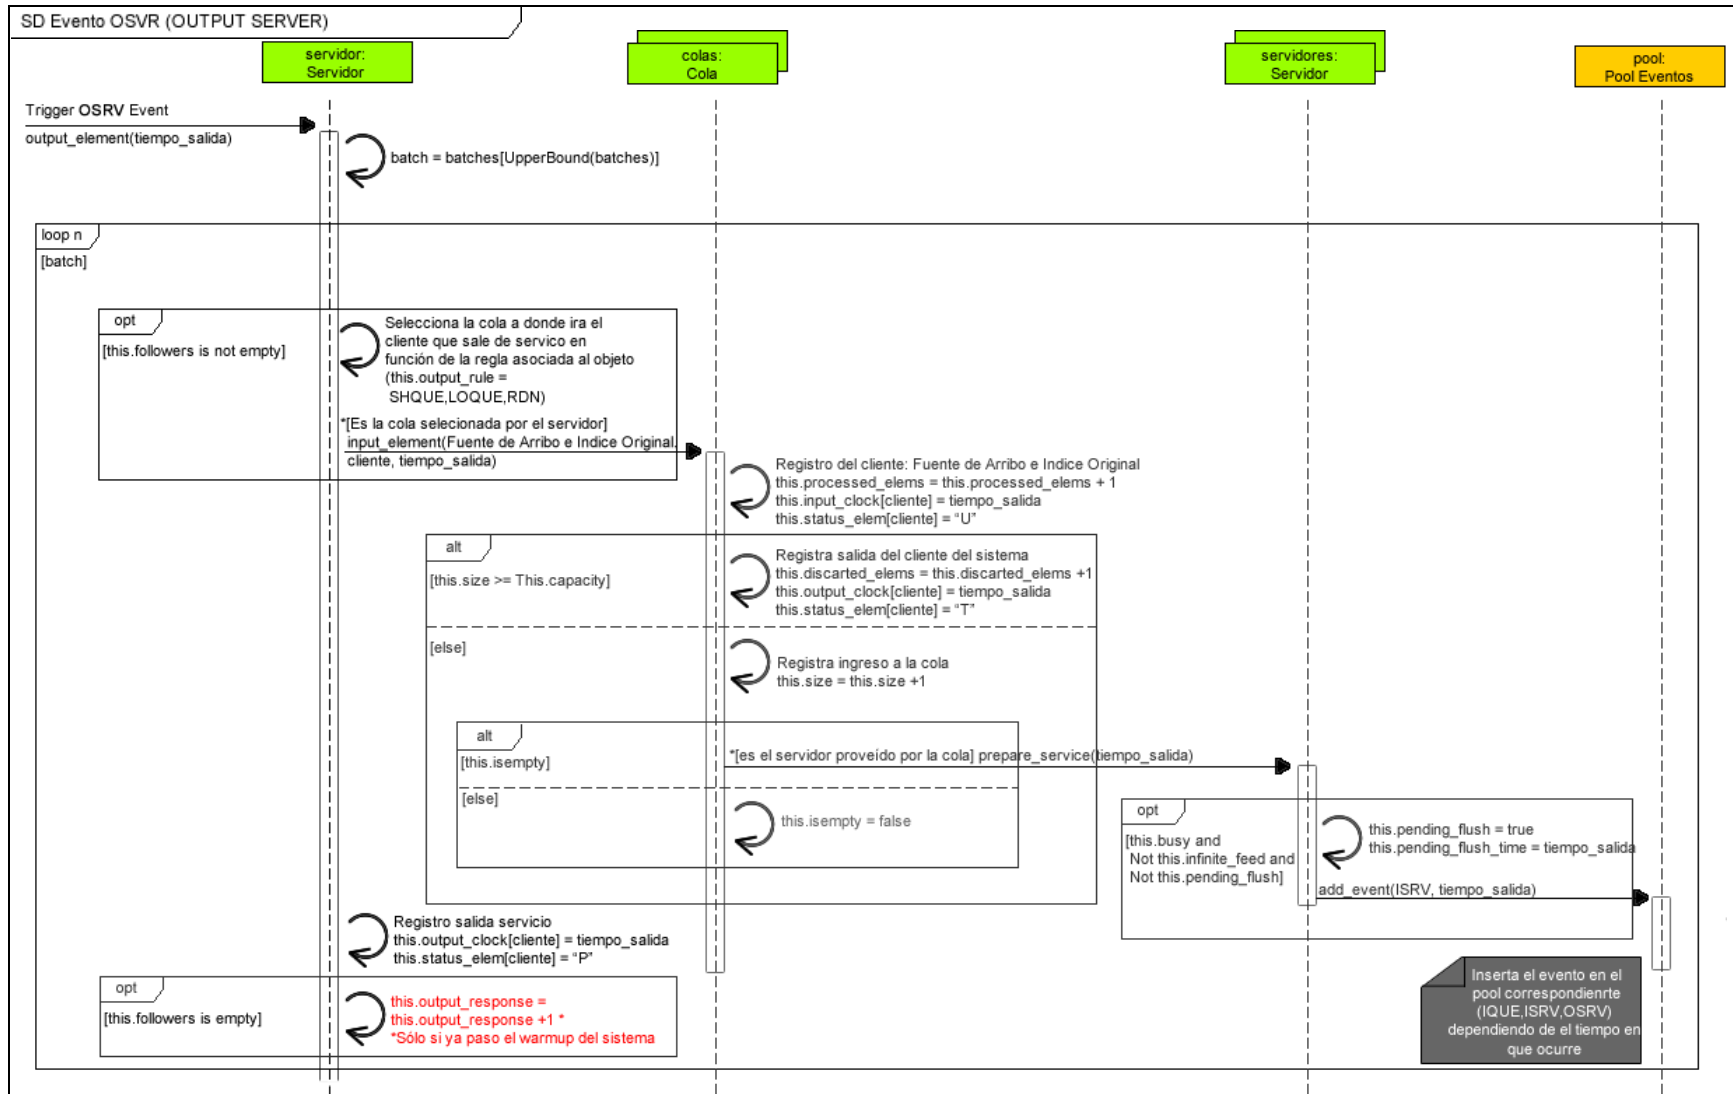 SD Evento OSVR (OUTPUT SERVER)
servidor:
Servidor
colas:
Cola
servidores:
Servidor
pool:
Pool Eventos
Trigger OSRV Event
output_element(tiempo_salida)
batch = batches[UpperBound(batches)]
loop n
[batch]
opt
[this.followers is not empty]
Selecciona la cola a donde ira el
cliente que sale de servico en
función de la regla asociada al objeto
(this.output_rule =
SHQUE,LOQUE,RDN)
*[Es la cola selecionada por el servidor]
input_element(Fuente de Arribo e Indice Original,
cliente, tiempo_salida)
Registro del cliente: Fuente de Arribo e Indice Original
this.processed_elems = this.processed_elems + 1
this.input_clock[cliente] = tiempo_salida
this.status_elem[cliente] = “U”
alt
[this.size >= This.capacity]
Registra salida del cliente del sistema
this.discarted_elems = this.discarted_elems +1
this.output_clock[cliente] = tiempo_salida
this.status_elem[cliente] = “T”
[else]
Registra ingreso a la cola
this.size = this.size +1
alt
[this.isempty]
*[es el servidor proveído por la cola] prepare_service(tiempo_salida)
[else]
this.isempty = false
opt
[this.busy and
Not this.infinite_feed and
Not this.pending_flush]
this.pending_flush = true
this.pending_flush_time = tiempo_salida
add_event(ISRV, tiempo_salida)
Registro salida servicio
this.output_clock[cliente] = tiempo_salida
this.status_elem[cliente] = “P”
opt
[this.followers is empty]
this.output_response =
this.output_response +1 *
*Sólo si ya paso el warmup del sistema
Inserta el evento en el
pool correspondienrte
(IQUE,ISRV,OSRV)
dependiendo de el tiempo en
que ocurre